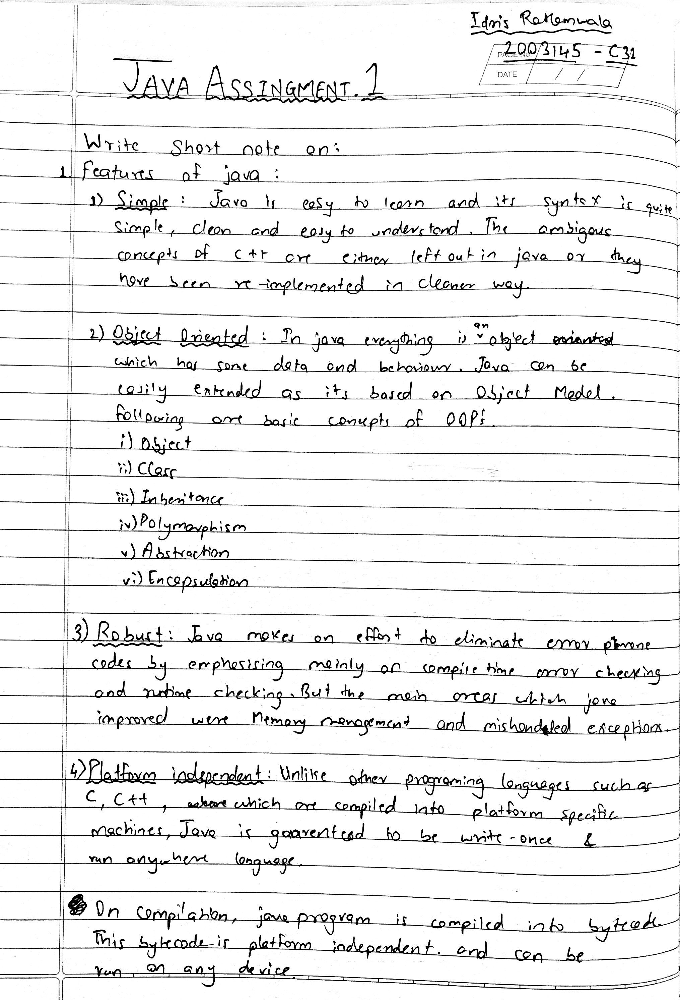 Idris Ratlamwala
PAGE No.
2003145 - C31
DATE / /
JAVA ASSINGMENT. 1
Write short note on:
1. Features of java :
1) Simple : Java is easy to learn and its syntax is quite
simple, clean and easy to understand. The ambigous
concepts of C++ are either left out in java or they
have been re-implemented in cleaner way.
2) Object Oriented : In java everything is an object orianted
which has some data and behaviour. Java can be
easily extended as its based on Object Model.
following are basic concepts of OOP's.
i) Object
ii) Class
iii) Inheritance
iv) Polymorphism
v) Abstraction
vi) Encapsulation
3) Robust : Java makes an effort to eliminate error prone
codes by emphasising mainly on compile time error checking
and runtime checking. But the main areas which java
improved were Memory management and mishandeled exceptions.
4) Platform independent : Unlike other programing languages such as
C, C++ , which are compiled into platform specific
machines, Java is gaarenteed to be write-once &
run anywhere language.
On compilation, java program is compiled into bytecode.
This bytecode is platform independent. and can be
run on any device.